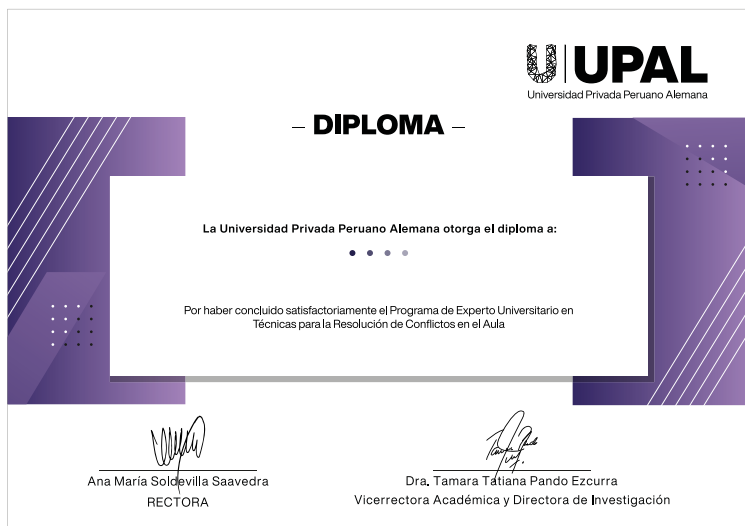 UPAL
Universidad Privada Peruano Alemana
– DIPLOMA –
La Universidad Privada Peruano Alemana otorga el diploma a:
Por haber concluido satisfactoriamente el Programa de Experto Universitario en
Técnicas para la Resolución de Conflictos en el Aula
Ana María Soldevilla Saavedra
RECTORA
Dra. Tamara Tatiana Pando Ezcurra
Vicerrectora Académica y Directora de Investigación